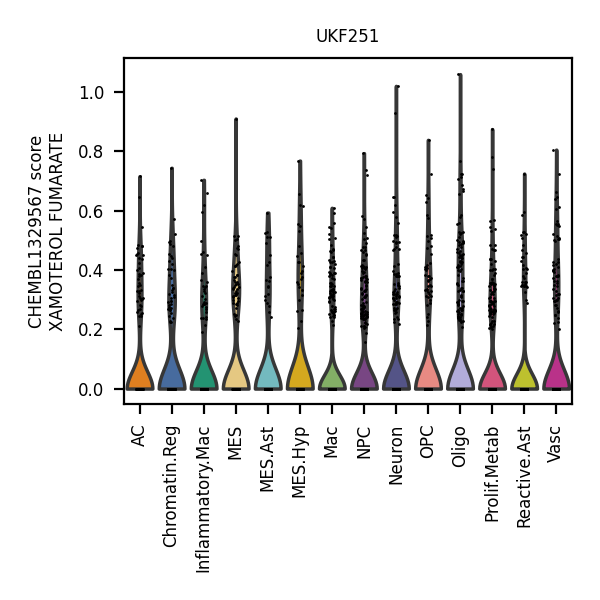 UKF251
CHEMBL1329567 score
XAMOTEROL FUMARATE
1.0
0.8
0.6
0.4
0.2
0.0
AC
Chromatin.Reg
Inflammatory.Mac
MES
MES.Ast
MES.Hyp
Mac
NPC
Neuron
OPC
Oligo
Prolif.Metab
Reactive.Ast
Vasc